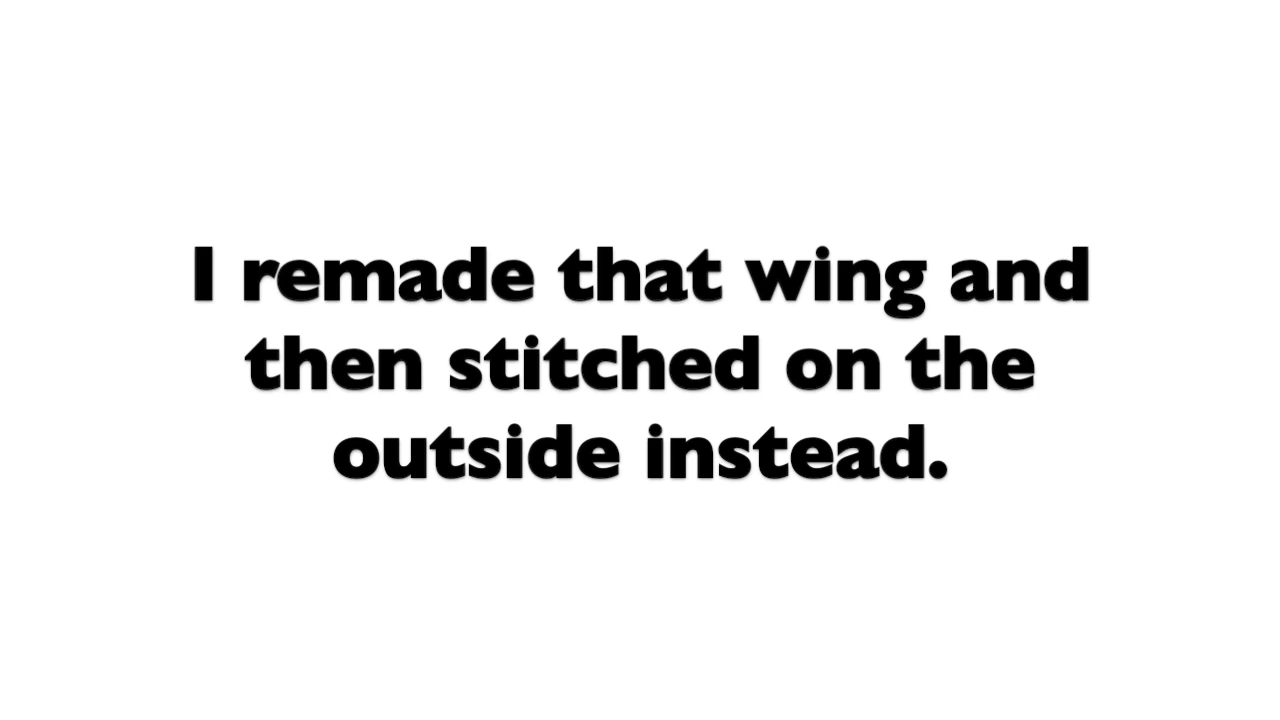 I remade that wing and
then stitched on the
outside instead.